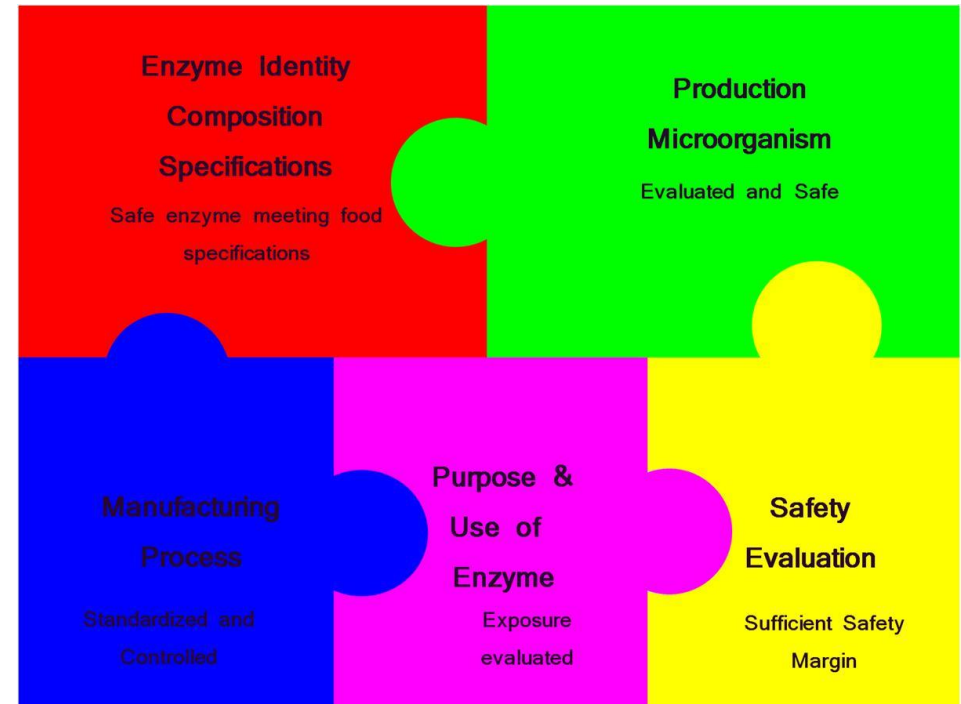 Enzyme Identity
Composition
Specifications
Safe enzyme meeting food
specifications
Production
Microorganism
Evaluated and Safe
Manufacturing
Process
Standardized and
Controlled
Purpose &
Use of
Enzyme
Exposure
evaluated
Safety
Evaluation
Sufficient Safety
Margin